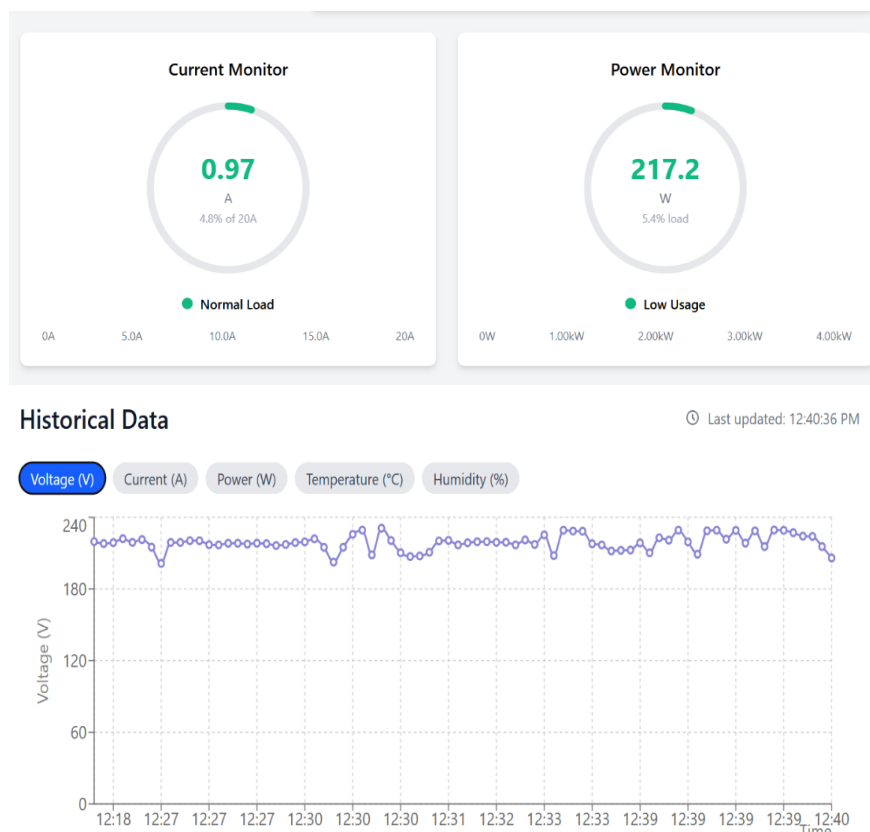 Current Monitor
0.97
A
4.8% of 20A
Normal Load
0A 5.0A 10.0A 15.0A 20A
Power Monitor
217.2
W
5.4% load
Low Usage
0W 1.00kW 2.00kW 3.00kW 4.00kW
Historical Data
Last updated: 12:40:36 PM
Voltage (V) Current (A) Power (W) Temperature (°C) Humidity (%)
Voltage (V)
240
180
120
60
0
12:18 12:27 12:27 12:27 12:30 12:30 12:30 12:31 12:32 12:33 12:33 12:39 12:39 12:39 12:39 12:40
Time